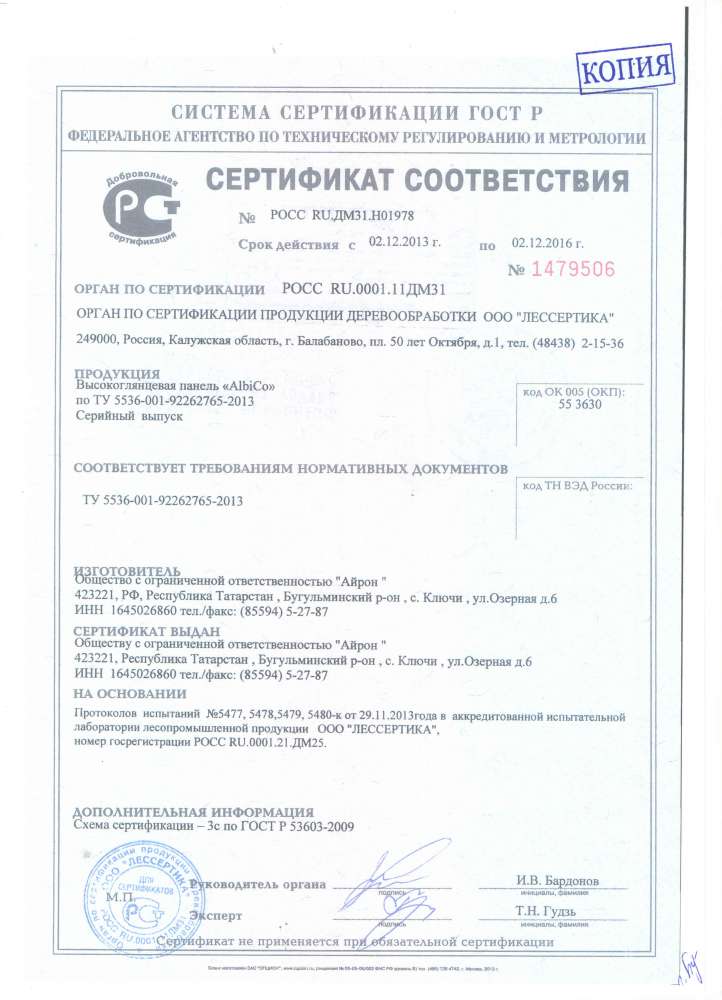 КОПИЯ
СИСТЕМА СЕРТИФИКАЦИИ ГОСТ Р
ФЕДЕРАЛЬНОЕ АГЕНТСТВО ПО ТЕХНИЧЕСКОМУ РЕГУЛИРОВАНИЮ И МЕТРОЛОГИИ
Добровольная
сертификация
СЕРТИФИКАТ СООТВЕТСТВИЯ
№ РОСС RU.ДМ31.Н01978
Срок действия с 02.12.2013 г. по 02.12.2016 г.
№ 1479506
ОРГАН ПО СЕРТИФИКАЦИИ РОСС RU.0001.11ДМ31
ОРГАН ПО СЕРТИФИКАЦИИ ПРОДУКЦИИ ДЕРЕВООБРАБОТКИ ООО "ЛЕССЕРТИКА"
249000, Россия, Калужская область, г. Балабаново, пл. 50 лет Октября, д.1, тел. (48438) 2-15-36
ПРОДУКЦИЯ
Высокоглянцевая панель «AlbiCo»
по ТУ 5536-001-92262765-2013
Серийный выпуск
код ОК 005 (ОКП):
55 3630
СООТВЕТСТВУЕТ ТРЕБОВАНИЯМ НОРМАТИВНЫХ ДОКУМЕНТОВ
ТУ 5536-001-92262765-2013
код ТН ВЭД России:
ИЗГОТОВИТЕЛЬ
Общество с ограниченной ответственностью "Айрон "
423221, РФ, Республика Татарстан , Бугульминский р-он , с. Ключи , ул.Озерная д.6
ИНН 1645026860 тел./факс: (85594) 5-27-87
СЕРТИФИКАТ ВЫДАН
Обществу с ограниченной ответственностью "Айрон "
423221, Республика Татарстан , Бугульминский р-он , с. Ключи , ул.Озерная д.6
ИНН 1645026860 тел./факс: (85594) 5-27-87
НА ОСНОВАНИИ
Протоколов испытаний №5477, 5478,5479, 5480-к от 29.11.2013года в аккредитованной испытательной
лаборатории лесопромышленной продукции ООО "ЛЕССЕРТИКА",
номер госрегистрации РОСС RU.0001.21.ДМ25.
ДОПОЛНИТЕЛЬНАЯ ИНФОРМАЦИЯ
Схема сертификации – 3с по ГОСТ Р 53603-2009
ООО "ЛЕССЕРТИКА"
ДЛЯ
СЕРТИФИКАТОВ
М.П.
Руководитель органа
подпись
И.В. Бардонов
инициалы, фамилия
Эксперт
подпись
Т.Н. Гудзь
инициалы, фамилия
Сертификат не применяется при обязательной сертификации